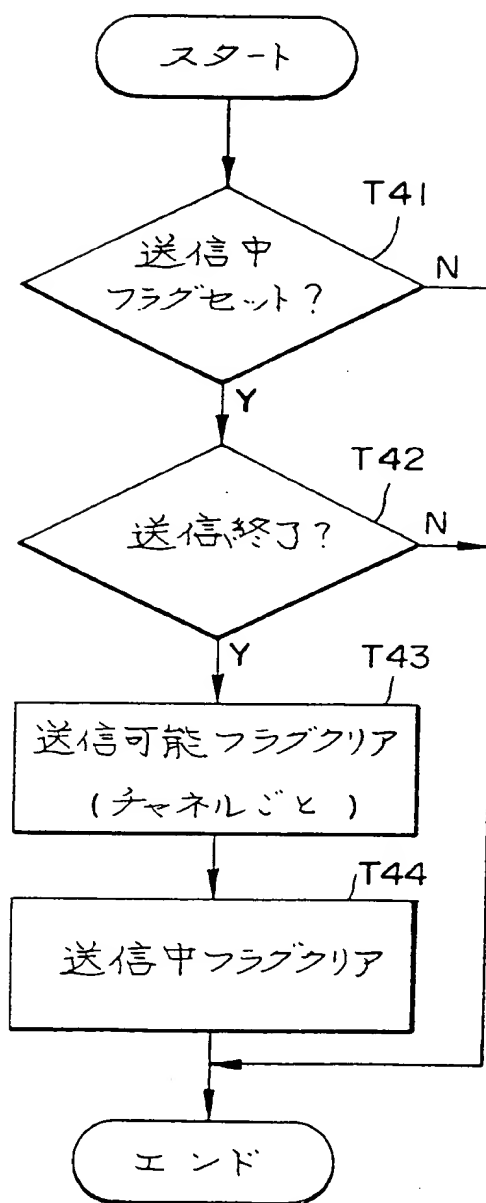 スタート
T41
送信中
フラグセット?
N
Y
T42
送信終了?
N
Y
T43
送信可能フラグクリア
(チャネルごと)
T44
送信中フラグクリア
エンド